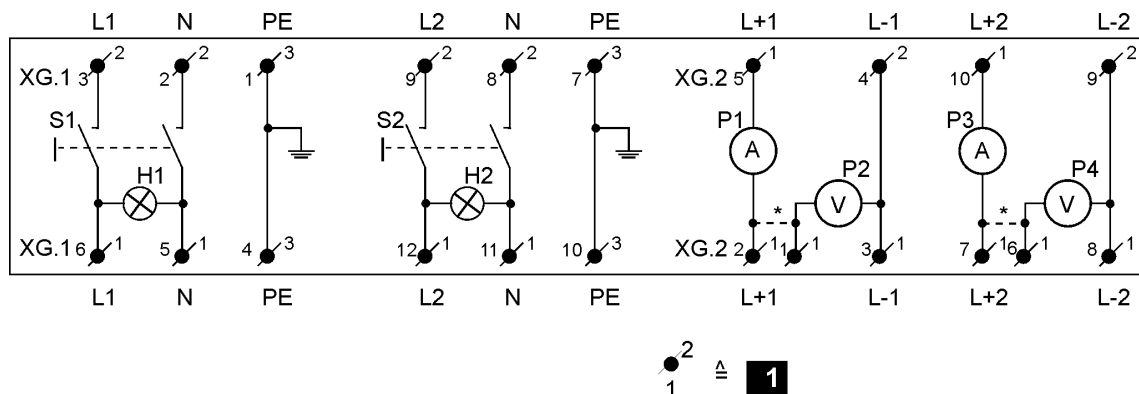 L1 N PE L2 N PE L+1 L-1 L+2 L-2
XG.1 3 2 2 2 1 3 9 2 8 2 7 3 XG.2 5 1 4 2 10 1 9 2
S1 S2 P1 P3
A A
H1 H2 P2 P4
V V
* *
XG.1 6 1 5 1 4 3 12 1 11 1 10 3 XG.2 2 1 1 3 1 7 1 6 1 8 1
L1 N PE L2 N PE L+1 L-1 L+2 L-2
2
1 ≙ 1